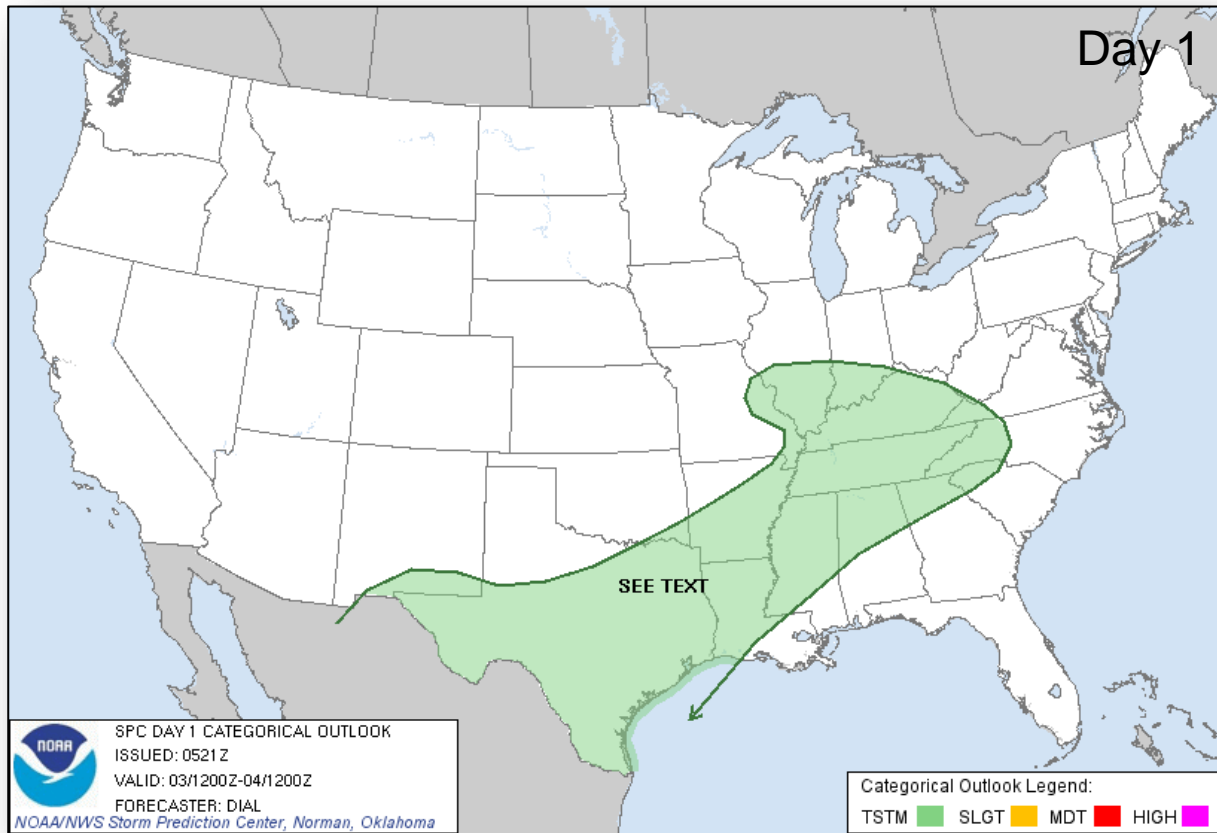 Day 1
SEE TEXT
NOAA
SPC DAY 1 CATEGORICAL OUTLOOK
ISSUED: 0521Z
VALID: 03/1200Z-04/1200Z
FORECASTER: DIAL
NOAA/NWS Storm Prediction Center, Norman, Oklahoma
Categorical Outlook Legend:
TSTM SLGT MDT HIGH